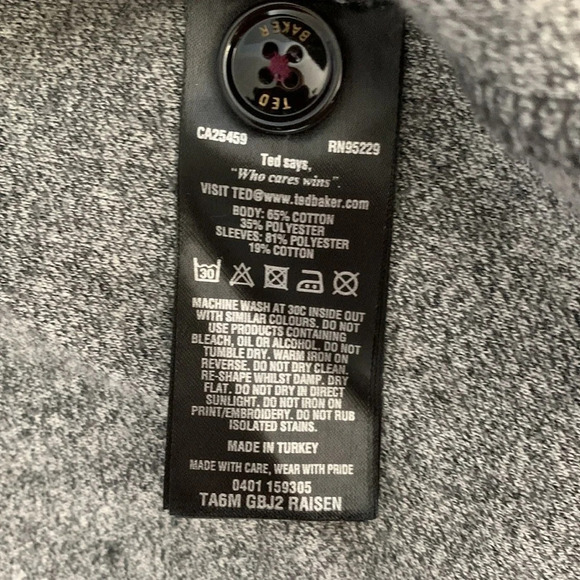 BAKER
TED
CA25459 RN95229
Ted says,
"Who cares wins".
VISIT TED@www.tedbaker.com
BODY: 65% COTTON
35% POLYESTER
SLEEVES: 81% POLYESTER
19% COTTON
30
MACHINE WASH AT 30C INSIDE OUT
WITH SIMILAR COLOURS. DO NOT
USE PRODUCTS CONTAINING
BLEACH, OIL OR ALCOHOL. DO NOT
TUMBLE DRY. WARM IRON ON
REVERSE. DO NOT DRY CLEAN.
RE-SHAPE WHILST DAMP. DRY
FLAT. DO NOT DRY IN DIRECT
SUNLIGHT. DO NOT IRON ON
PRINT/EMBROIDERY. DO NOT RUB
ISOLATED STAINS.
MADE IN TURKEY
MADE WITH CARE, WEAR WITH PRIDE
0401 159305
TA6M GBJ2 RAISEN